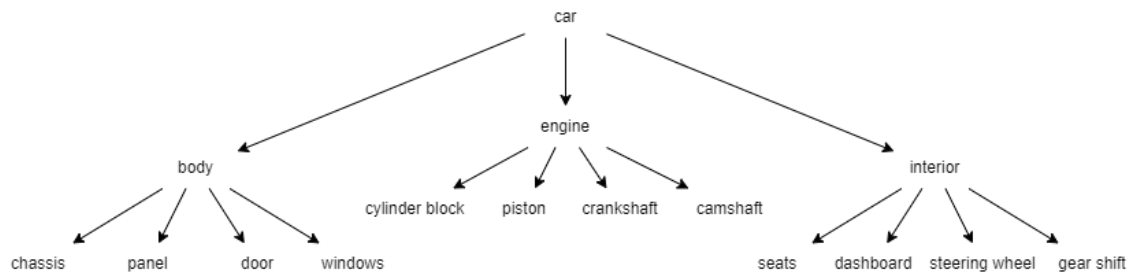 car
engine
body
interior
cylinder block piston crankshaft camshaft
chassis panel door windows seats dashboard steering wheel gear shift